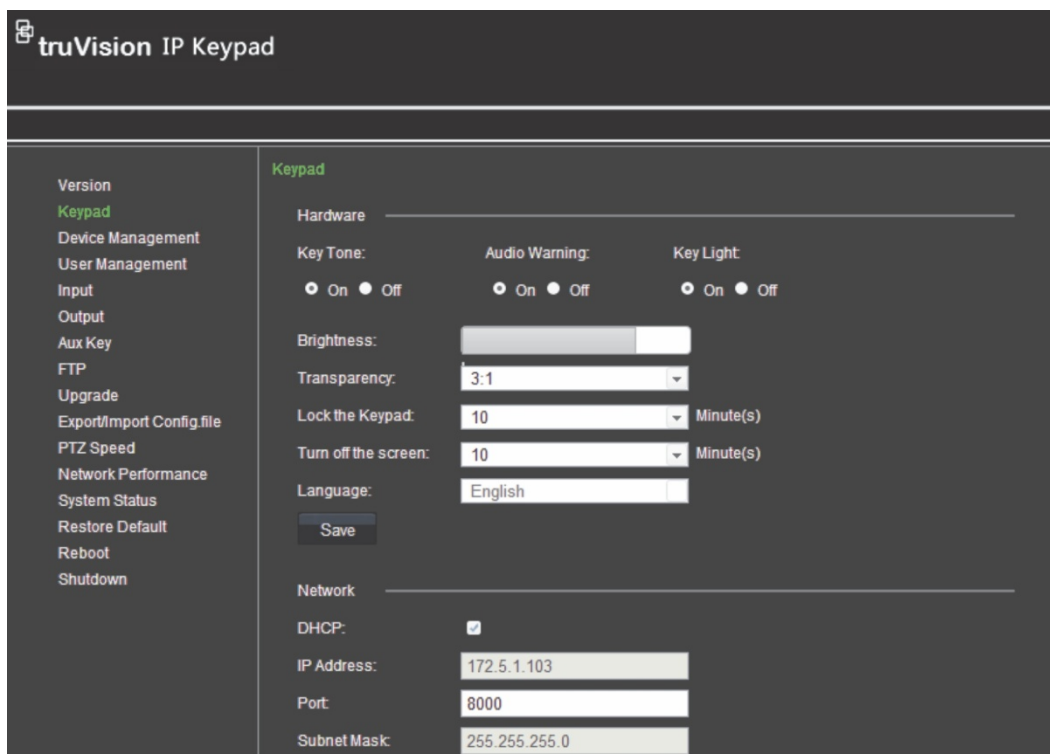 truVision IP Keypad
Version
Keypad
Device Management
User Management
Input
Output
Aux Key
FTP
Upgrade
Export/Import Config.file
PTZ Speed
Network Performance
System Status
Restore Default
Reboot
Shutdown
Keypad
Hardware
Key Tone: Audio Warning: Key Light:
On Off On Off On Off
Brightness:
Transparency: 3:1
Lock the Keypad: 10 Minute(s)
Turn off the screen: 10 Minute(s)
Language: English
Save
Network
DHCP:
IP Address: 172.5.1.103
Port: 8000
Subnet Mask: 255.255.255.0